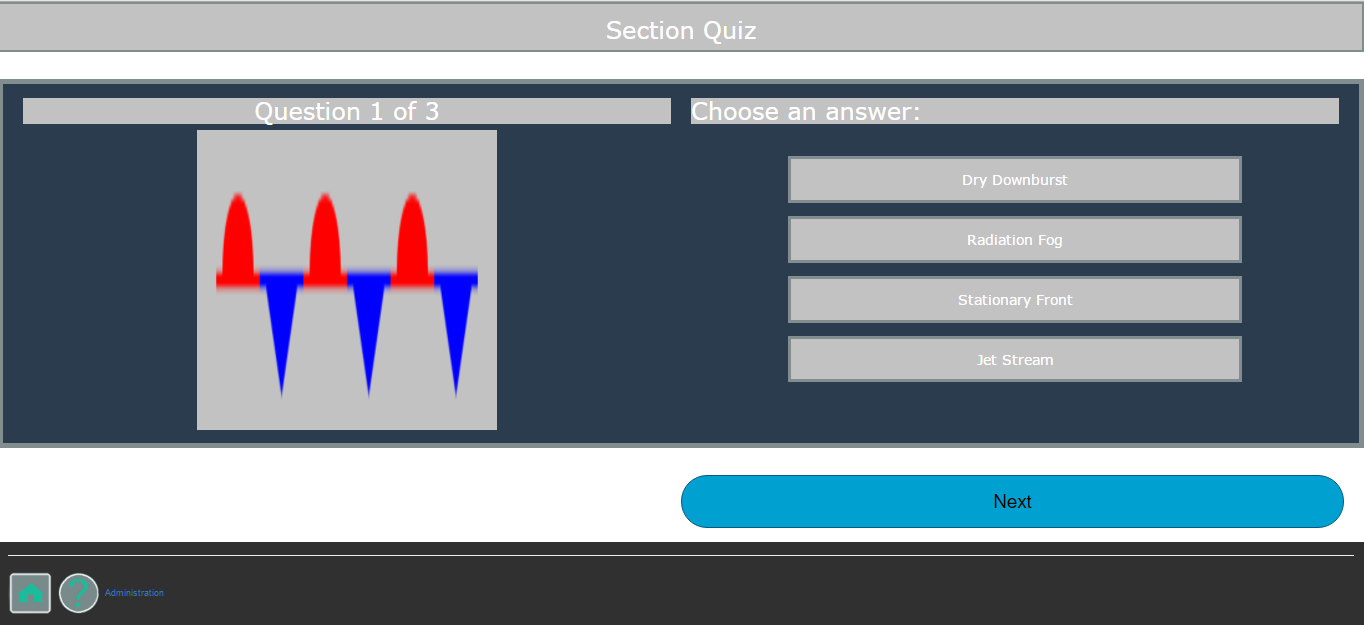 Section Quiz
Question 1 of 3
Choose an answer:
Dry Downburst
Radiation Fog
Stationary Front
Jet Stream
Next
?
Administration